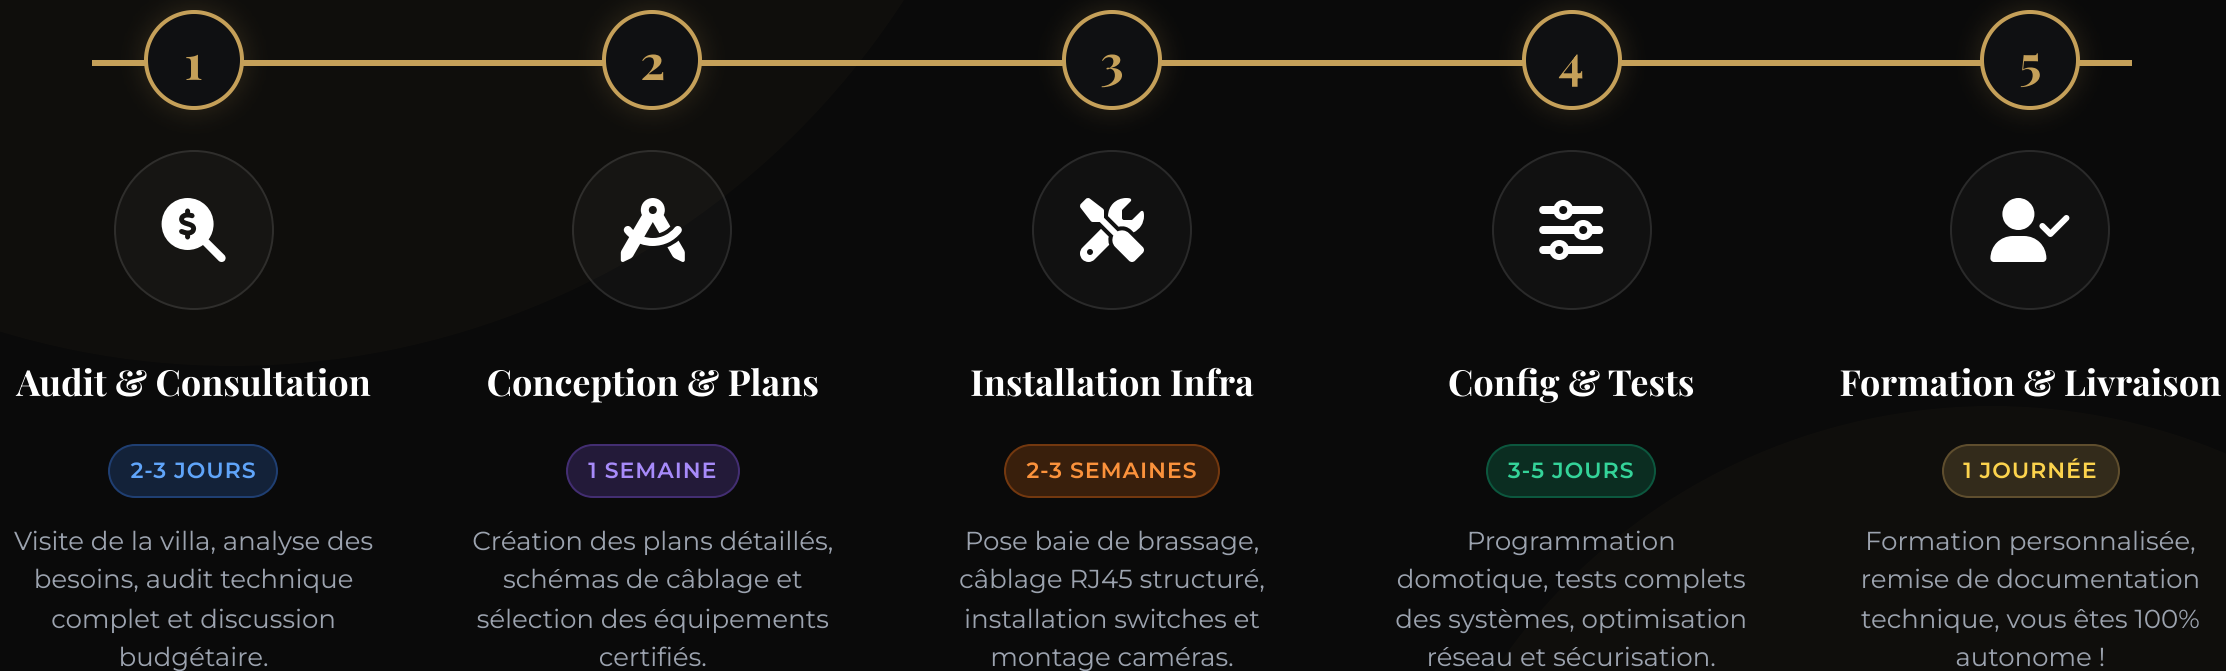 1
2
3
4
5
$
Audit & Consultation
2-3 JOURS
Visite de la villa, analyse des
besoins, audit technique
complet et discussion
budgétaire.
Conception & Plans
1 SEMAINE
Création des plans détaillés,
schémas de câblage et
sélection des équipements
certifiés.
Installation Infra
2-3 SEMAINES
Pose baie de brassage,
câblage RJ45 structuré,
installation switches et
montage caméras.
Config & Tests
3-5 JOURS
Programmation
domotique, tests complets
des systèmes, optimisation
réseau et sécurisation.
Formation & Livraison
1 JOURNÉE
Formation personnalisée,
remise de documentation
technique, vous êtes 100%
autonome !